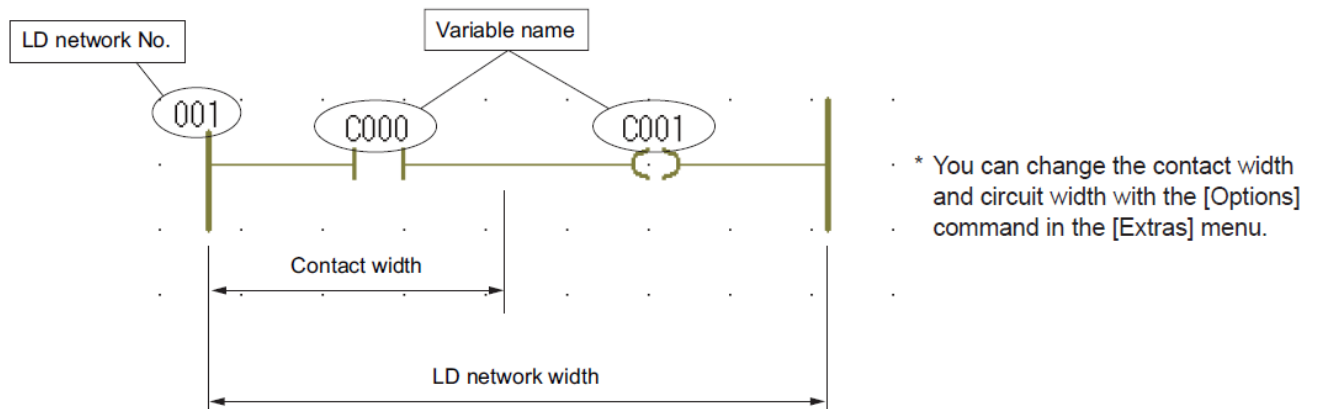 LD network No.
Variable name
001
C000
C001
* You can change the contact width
and circuit width with the [Options]
command in the [Extras] menu.
Contact width
LD network width